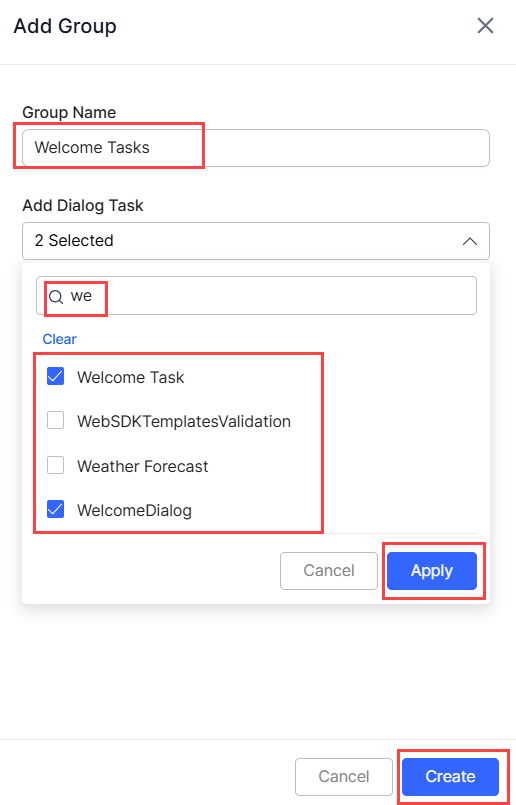 Add Group
Group Name
Welcome Tasks
Add Dialog Task
2 Selected
we
Clear
Welcome Task
WebSDKTemplatesValidation
Weather Forecast
WelcomeDialog
Cancel Apply
Cancel Create